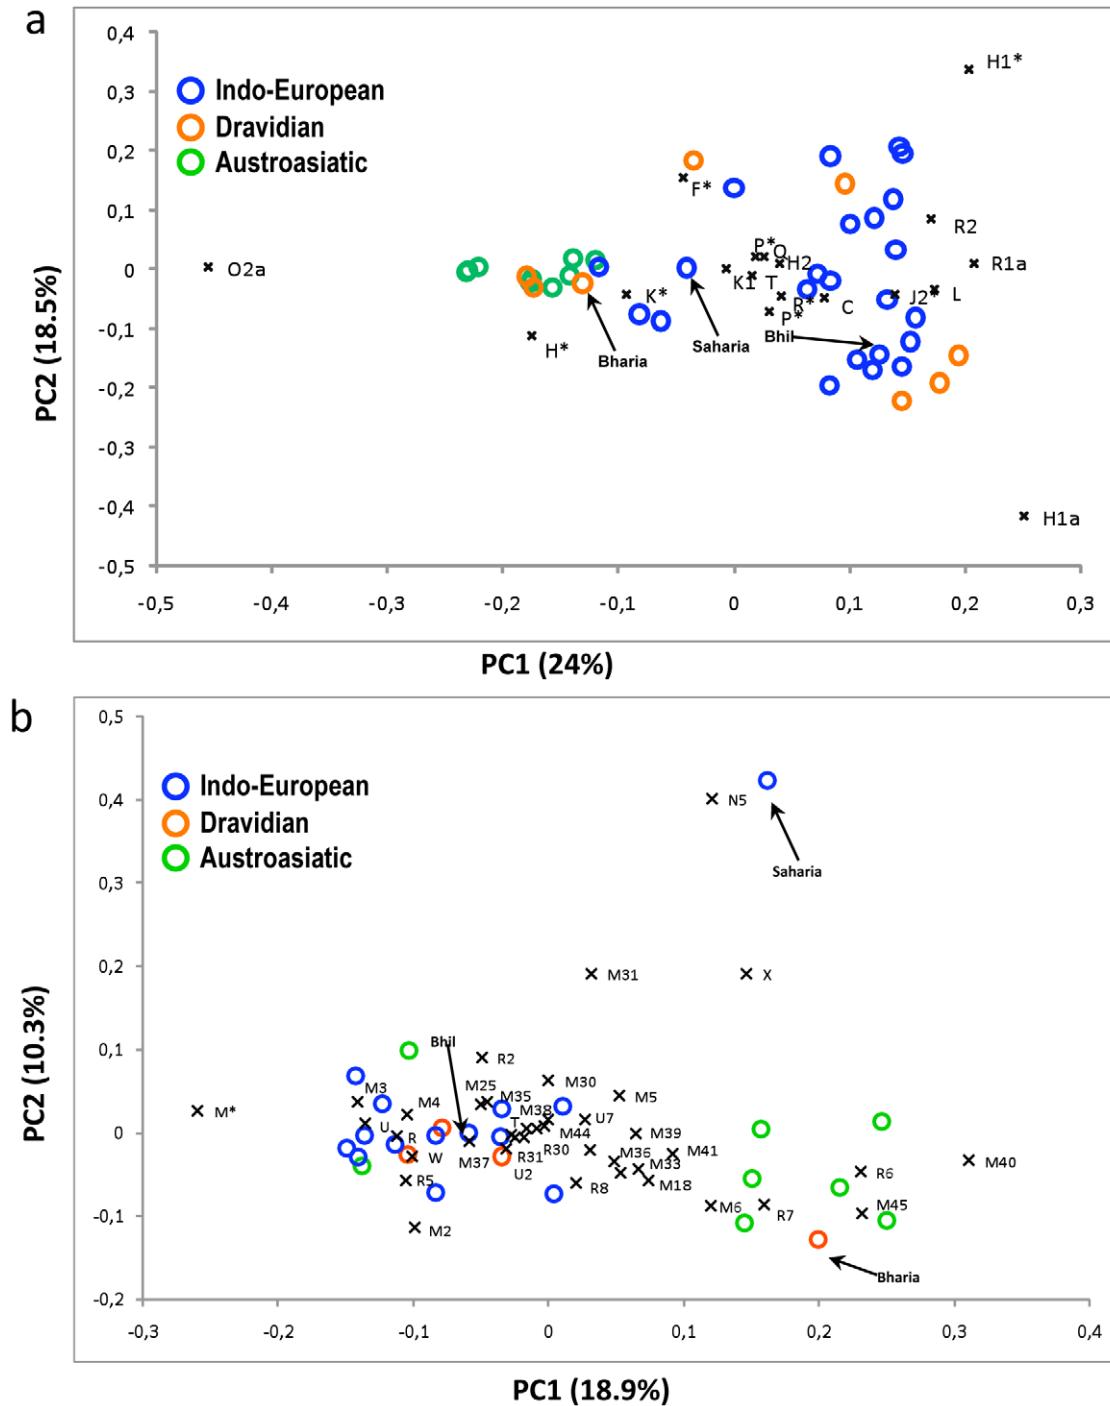 a
0,4
0,3
0,2
0,1
0
-0,1
-0,2
-0,3
-0,4
-0,5
PC2 (18.5%)
Indo-European
Dravidian
Austroasiatic
H1*
F*
R2
P* Q
H2
R1a
O2a
K1 T
K*
R*
C
J2*
L
P*
H*
Bharia
Saharia
Bhil
H1a
-0,5 -0,4 -0,3 -0,2 -0,1 0 0,1 0,2 0,3
PC1 (24%)
b
0,5
0,4
0,3
0,2
0,1
0
-0,1
-0,2
PC2 (10.3%)
Indo-European
Dravidian
Austroasiatic
N5
Saharia
M31
X
Bhil
R2
M3
M25
M30
M*
M4
M35
M5
U
R
M38
T
U7
M44
M39
W
M37
R31
R30
M36
M41
R5
U2
M33
R8
M18
R6
M40
M2
M6
R7
M45
Bharia
-0,3 -0,2 -0,1 0 0,1 0,2 0,3 0,4
PC1 (18.9%)